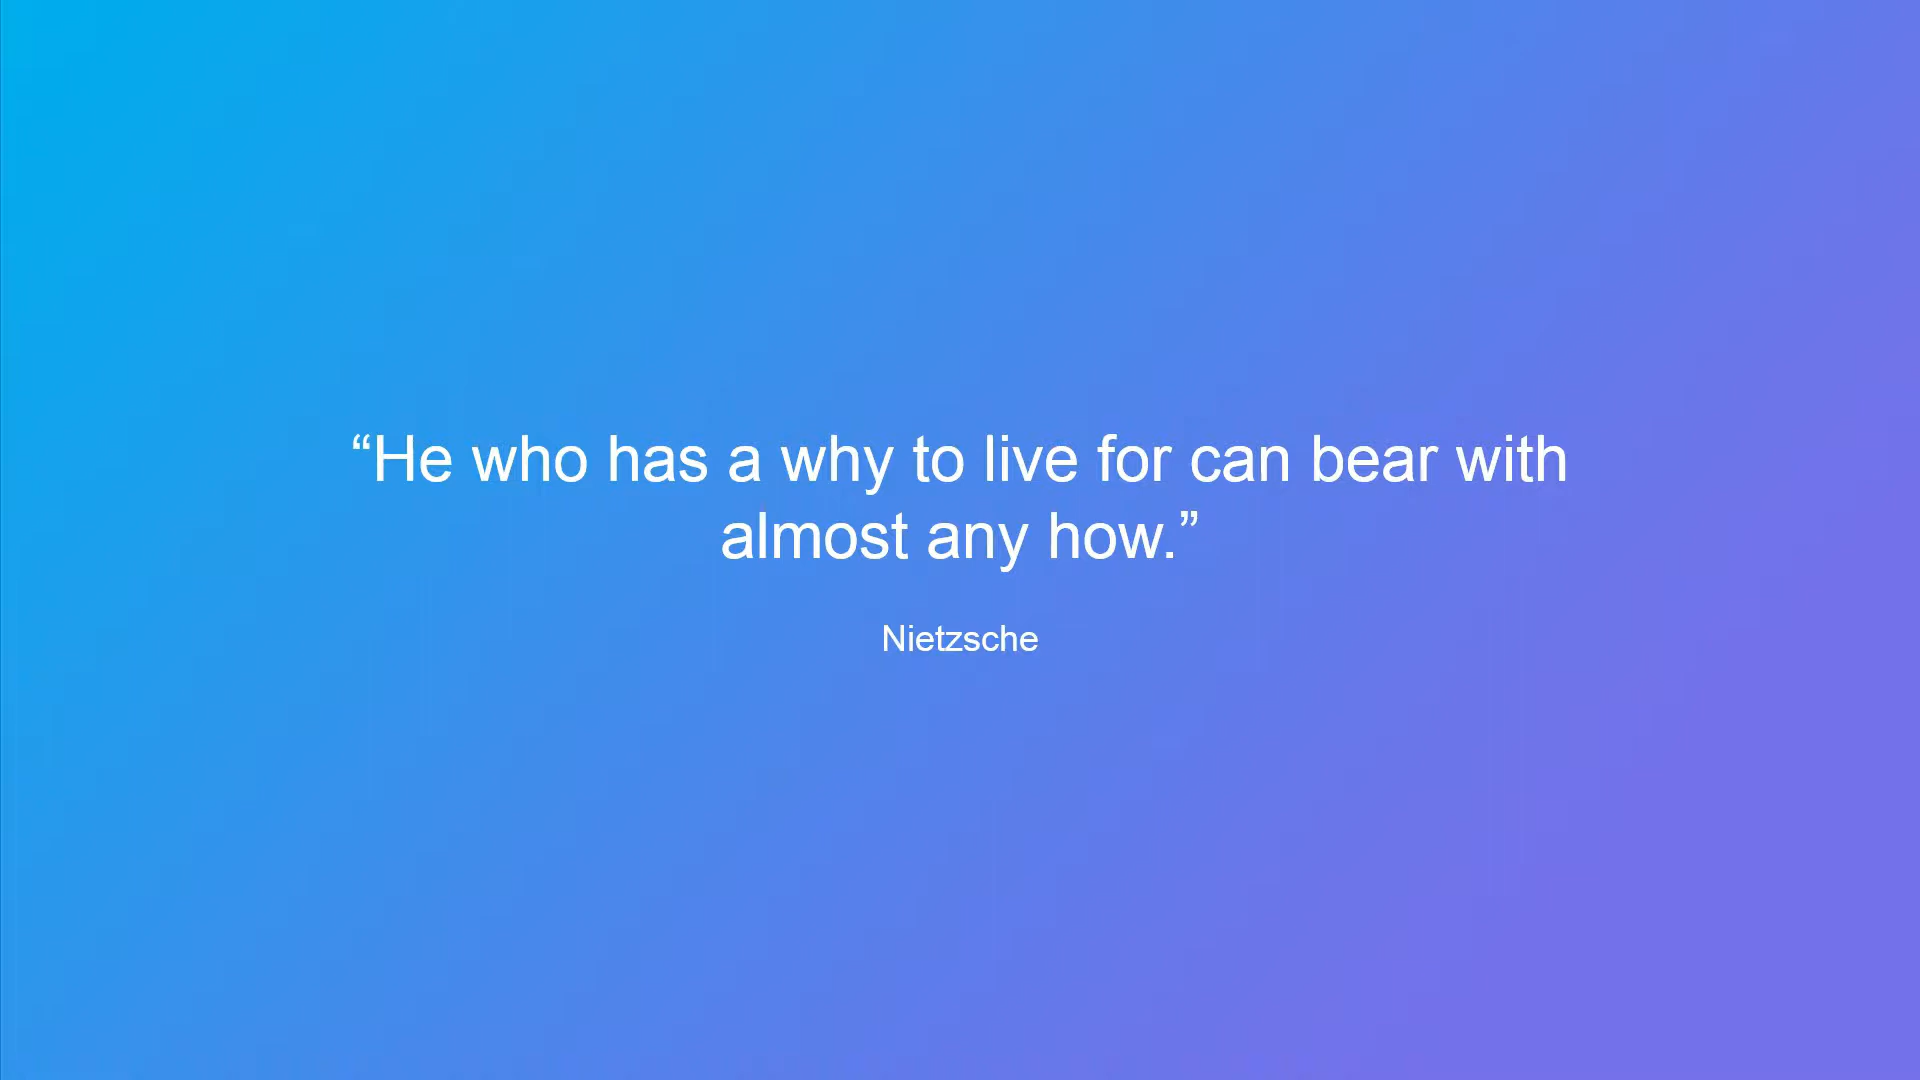 “He who has a why to live for can bear with
almost any how.”
Nietzsche